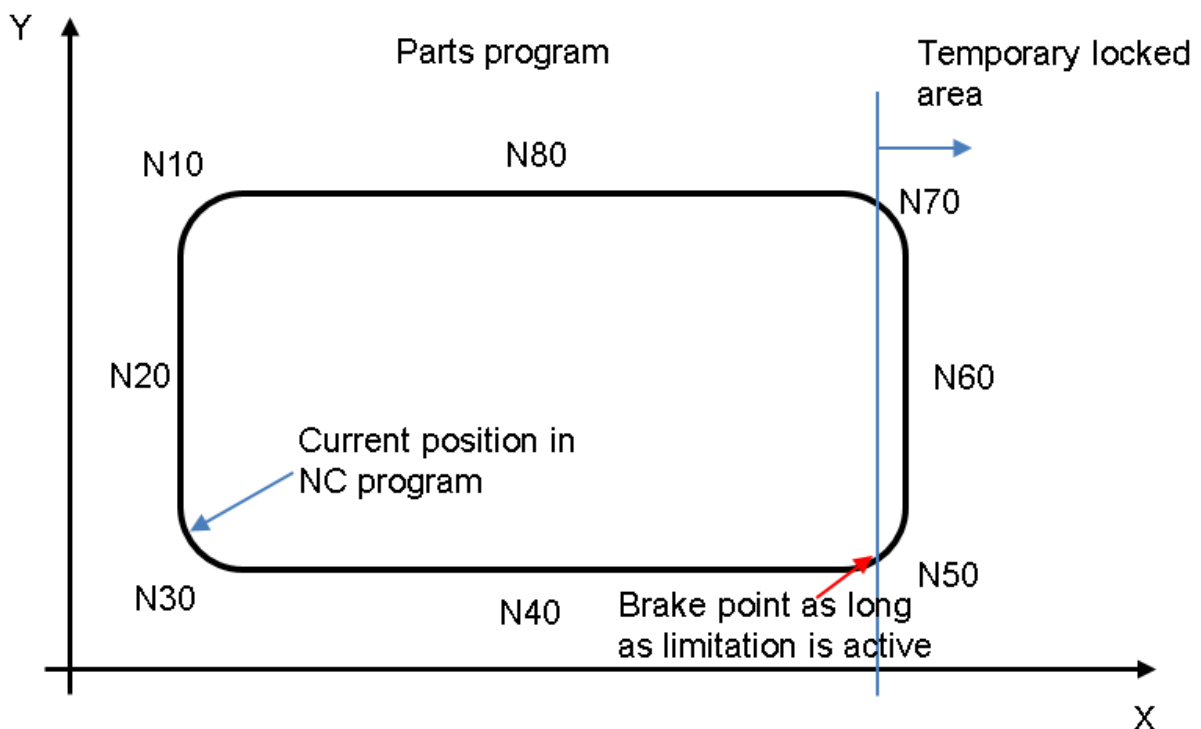 Y
Parts program
Temporary locked
area
N10
N80
N70
N20
N60
Current position in
NC program
N30
N40
N50
Brake point as long
as limitation is active
X